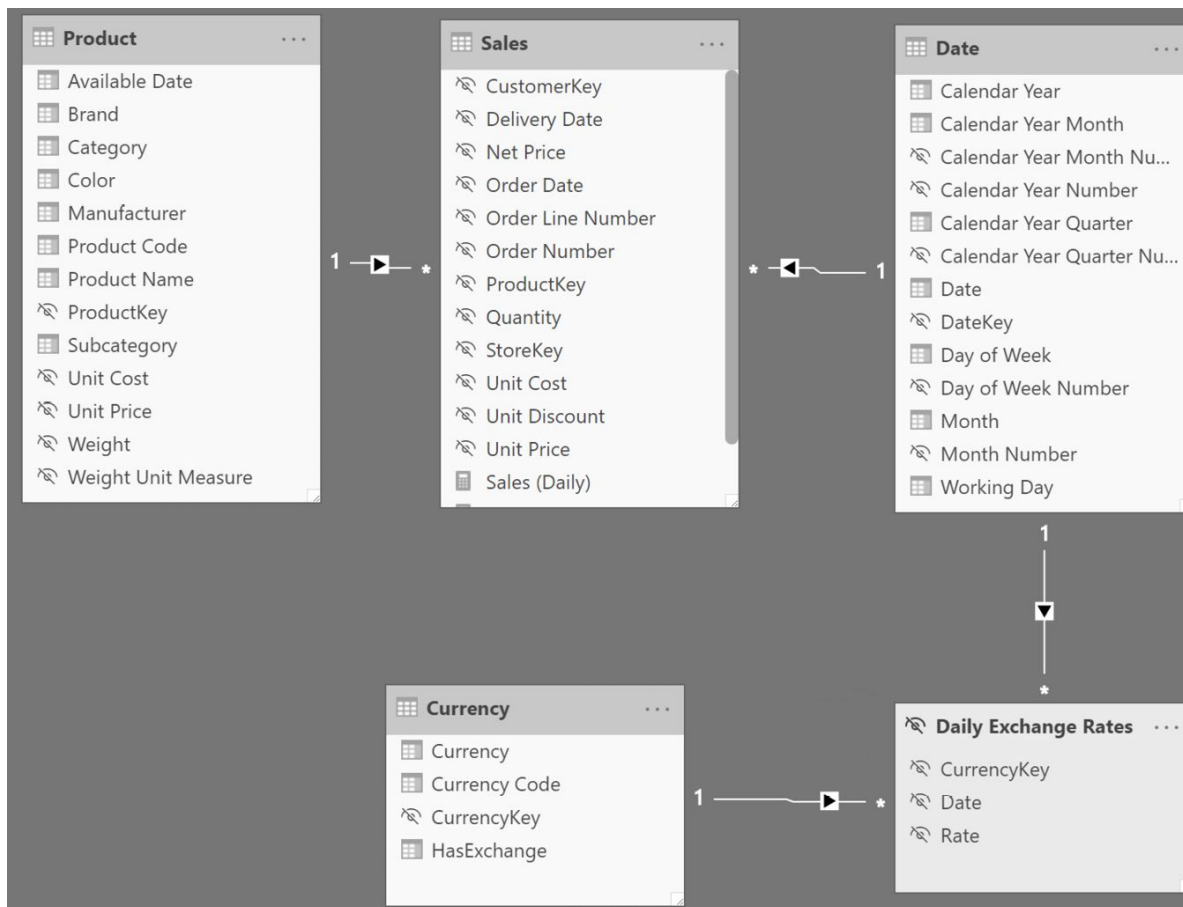 Product ...
Available Date
Brand
Category
Color
Manufacturer
Product Code
Product Name
ProductKey
Subcategory
Unit Cost
Unit Price
Weight
Weight Unit Measure
1
*
Sales ...
CustomerKey
Delivery Date
Net Price
Order Date
Order Line Number
Order Number
ProductKey
Quantity
StoreKey
Unit Cost
Unit Discount
Unit Price
Sales (Daily)
*
1
Date ...
Calendar Year
Calendar Year Month
Calendar Year Month Nu...
Calendar Year Number
Calendar Year Quarter
Calendar Year Quarter Nu...
Date
DateKey
Day of Week
Day of Week Number
Month
Month Number
Working Day
1
*
Currency ...
Currency
Currency Code
CurrencyKey
HasExchange
1
*
Daily Exchange Rates ...
CurrencyKey
Date
Rate